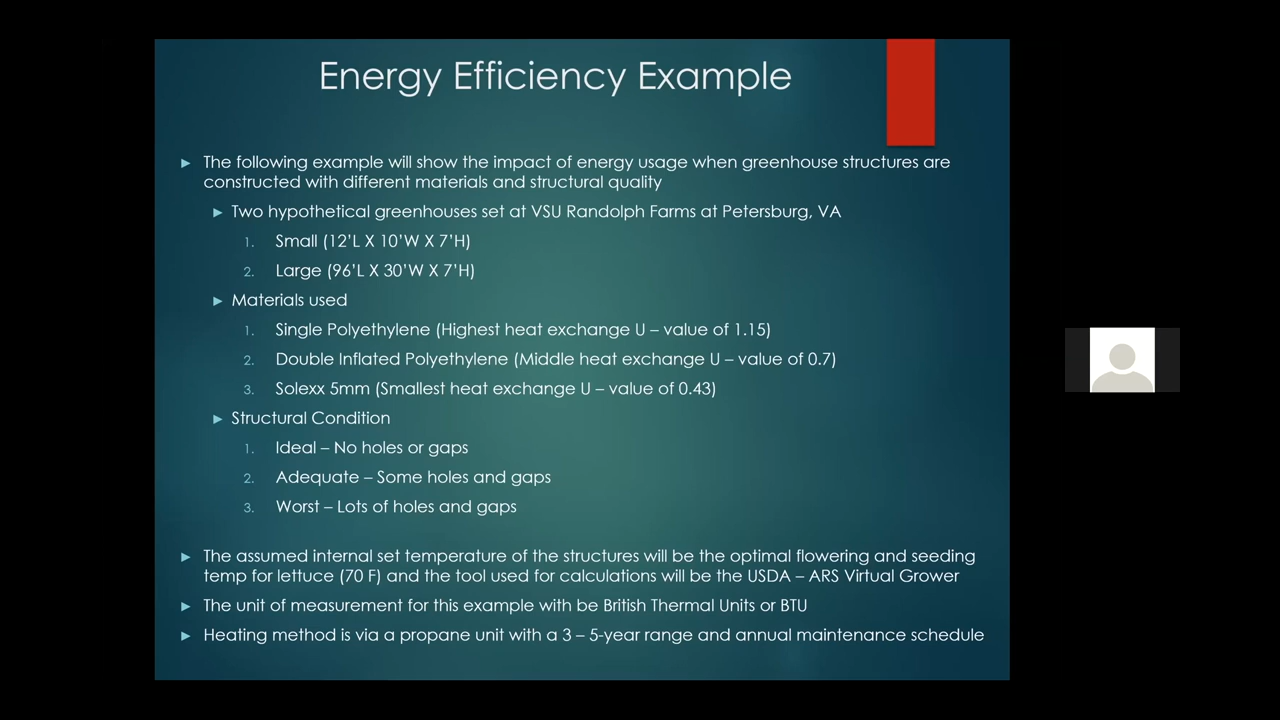 Energy Efficiency Example
► The following example will show the impact of energy usage when greenhouse structures are
constructed with different materials and structural quality
► Two hypothetical greenhouses set at VSU Randolph Farms at Petersburg, VA
1. Small (12’L X 10’W X 7’H)
2. Large (96’L X 30’W X 7’H)
► Materials used
1. Single Polyethylene (Highest heat exchange U – value of 1.15)
2. Double Inflated Polyethylene (Middle heat exchange U – value of 0.7)
3. Solexx 5mm (Smallest heat exchange U – value of 0.43)
► Structural Condition
1. Ideal – No holes or gaps
2. Adequate – Some holes and gaps
3. Worst – Lots of holes and gaps
► The assumed internal set temperature of the structures will be the optimal flowering and seeding
temp for lettuce (70 F) and the tool used for calculations will be the USDA – ARS Virtual Grower
► The unit of measurement for this example with be British Thermal Units or BTU
► Heating method is via a propane unit with a 3 – 5-year range and annual maintenance schedule